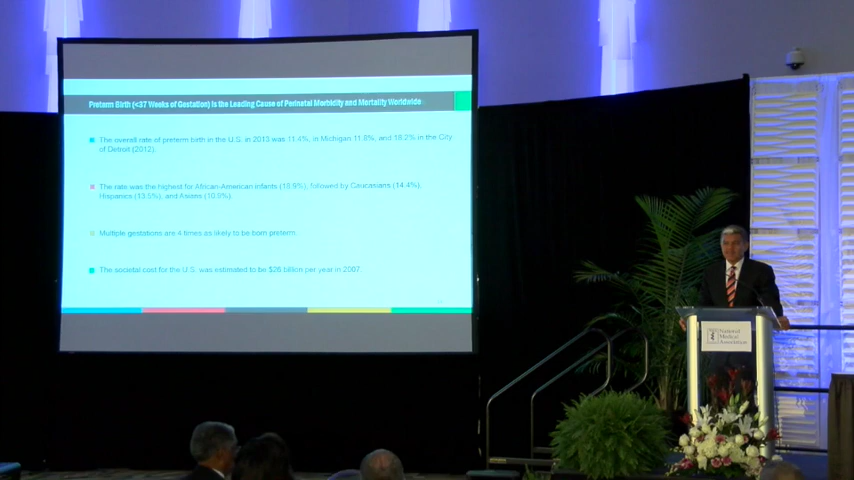 Preterm Birth (<37 Weeks of Gestation) Is the Leading Cause of Perinatal Morbidity and Mortality Worldwide
The overall rate of preterm birth in the U.S. in 2013 was 11.4%, in Michigan 11.8%, and 18.2% in the City
of Detroit (2012).
The rate was the highest for African-American infants (18.9%), followed by Caucasians (14.4%),
Hispanics (13.5%), and Asians (10.5%).
Multiple gestations are 4 times as likely to be born preterm.
The societal cost for the U.S. was estimated to be $26 billion per year in 2007.
National
Medical
Association